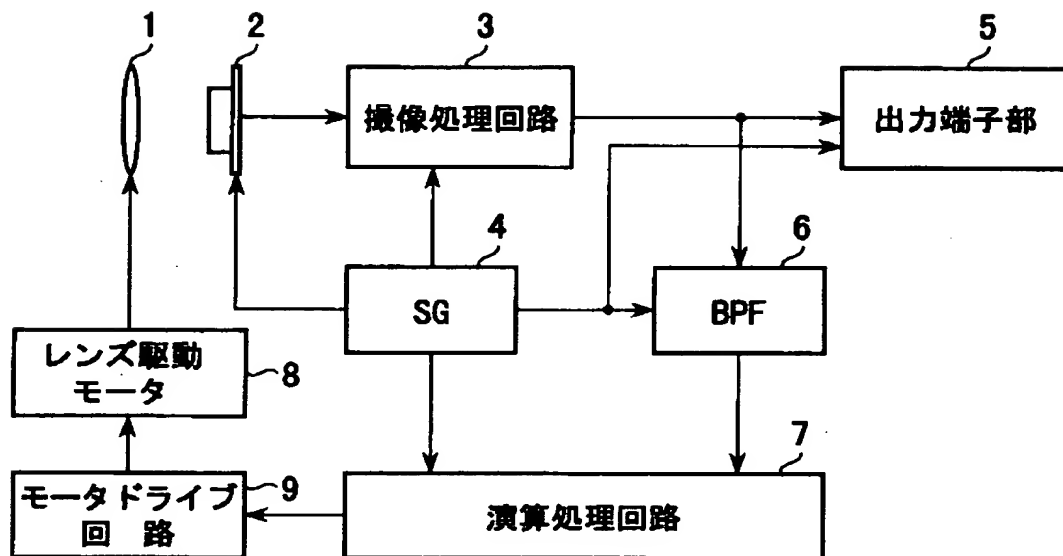 1
2
3
撮像処理回路
5
出力端子部
4
SG
6
BPF
レンズ駆動
モータ
8
7
モータドライブ
回 路
9
演算処理回路